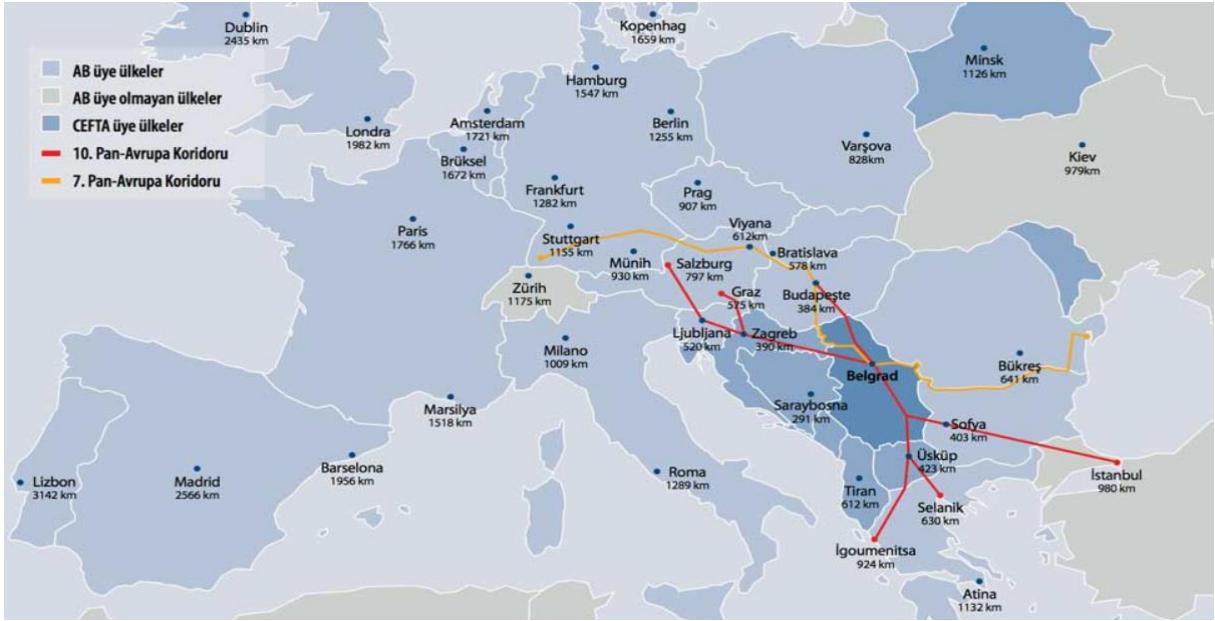 AB üye ülkeler
AB üye olmayan ülkeler
CEFTA üye ülkeler
10. Pan-Avrupa Koridoru
7. Pan-Avrupa Koridoru
Dublin
2435 km
Kopenhag
1659 km
Minsk
1126 km
Hamburg
1547 km
Londra
1982 km
Amsterdam
1721 km
Berlin
1255 km
Varşova
828km
Brüksel
1672 km
Kiev
979km
Frankfurt
1282 km
Prag
907 km
Paris
1766 km
Viyana
612km
Stuttgart
1155 km
Bratislava
578 km
Münih
930 km
Salzburg
797 km
Zürih
1175 km
Graz
575 km
Budapeşte
384 km
Ljubljana
520 km
Zagreb
390 km
Milano
1009 km
Belgrad
Bükreş
641 km
Marsilya
1518 km
Saraybosna
291 km
Sofya
403 km
Üsküp
423 km
Lizbon
3142 km
Madrid
2566 km
Barselona
1956 km
Roma
1289 km
Tiran
612 km
İstanbul
980 km
Selanik
630 km
İgoumenitsa
924 km
Atina
1132 km